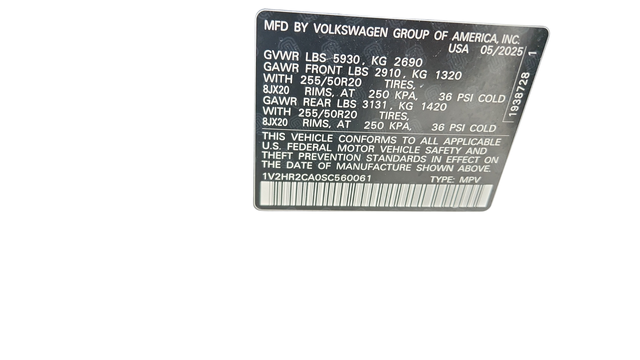 MFD BY VOLKSWAGEN GROUP OF AMERICA, INC.
USA 05/2025
GVWR LBS 5930, KG 2690
GAWR FRONT LBS 2910, KG 1320
WITH 255/50R20 TIRES,
8JX20 RIMS, AT 250 KPA, 36 PSI COLD
GAWR REAR LBS 3131, KG 1420
WITH 255/50R20 TIRES,
8JX20 RIMS, AT 250 KPA, 36 PSI COLD
THIS VEHICLE CONFORMS TO ALL APPLICABLE
U.S. FEDERAL MOTOR VEHICLE SAFETY AND
THEFT PREVENTION STANDARDS IN EFFECT ON
THE DATE OF MANUFACTURE SHOWN ABOVE.
1V2HR2CA0SC560061 TYPE: MPV
1938728 1